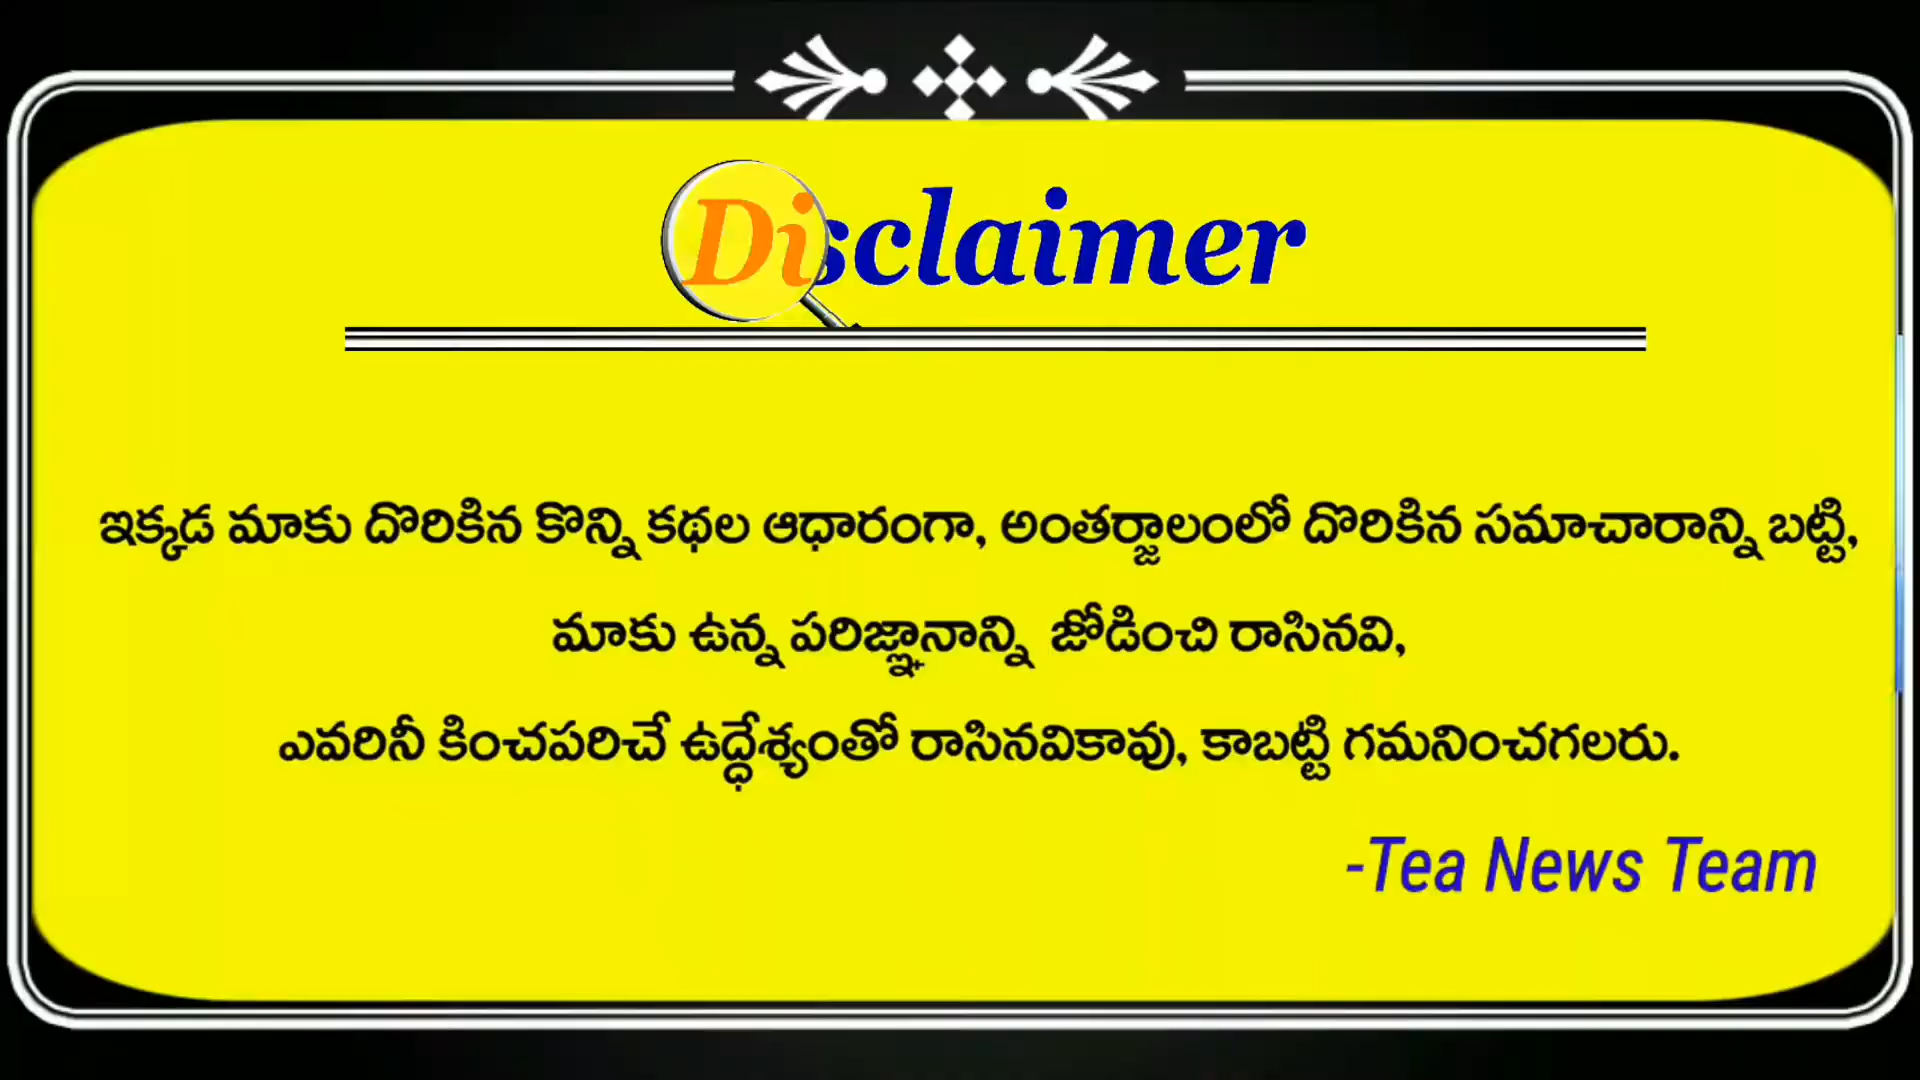 Disclaimer
ఇక్కడ మాకు దొరికిన కొన్ని కథల ఆధారంగా, అంతర్జాలంలో దొరికిన సమాచారాన్ని బట్టి,
మాకు ఉన్న పరిజ్ఞానాన్ని జోడించి రాసినవి,
ఎవరినీ కించపరిచే ఉద్ధేశ్యంతో రాసినవికావు, కాబట్టి గమనించగలరు.
-Tea News Team